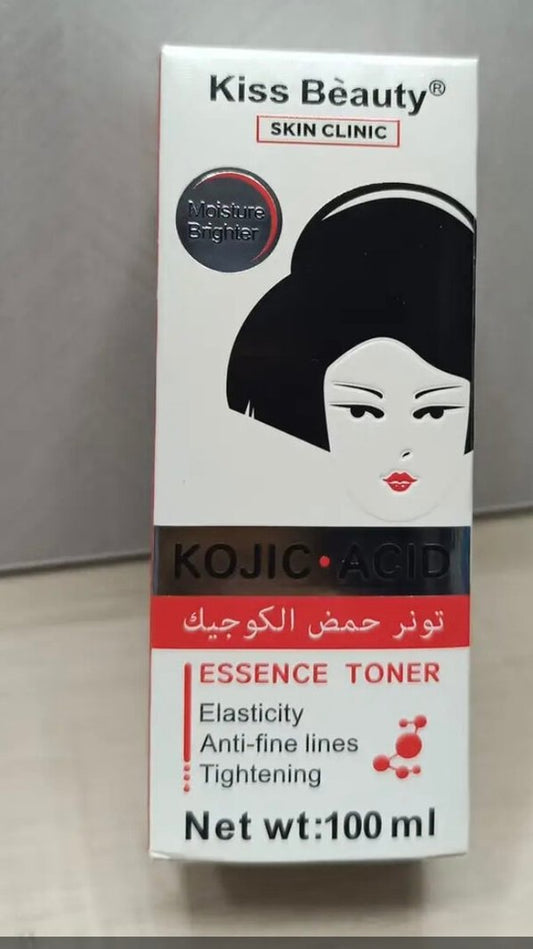 Kiss Bèauty®
SKIN CLINIC
Moisture
Brighter
KOJIC·ACID
تونر حمض الكوجيك
ESSENCE TONER
Elasticity
Anti-fine lines
Tightening
Net wt:100 ml